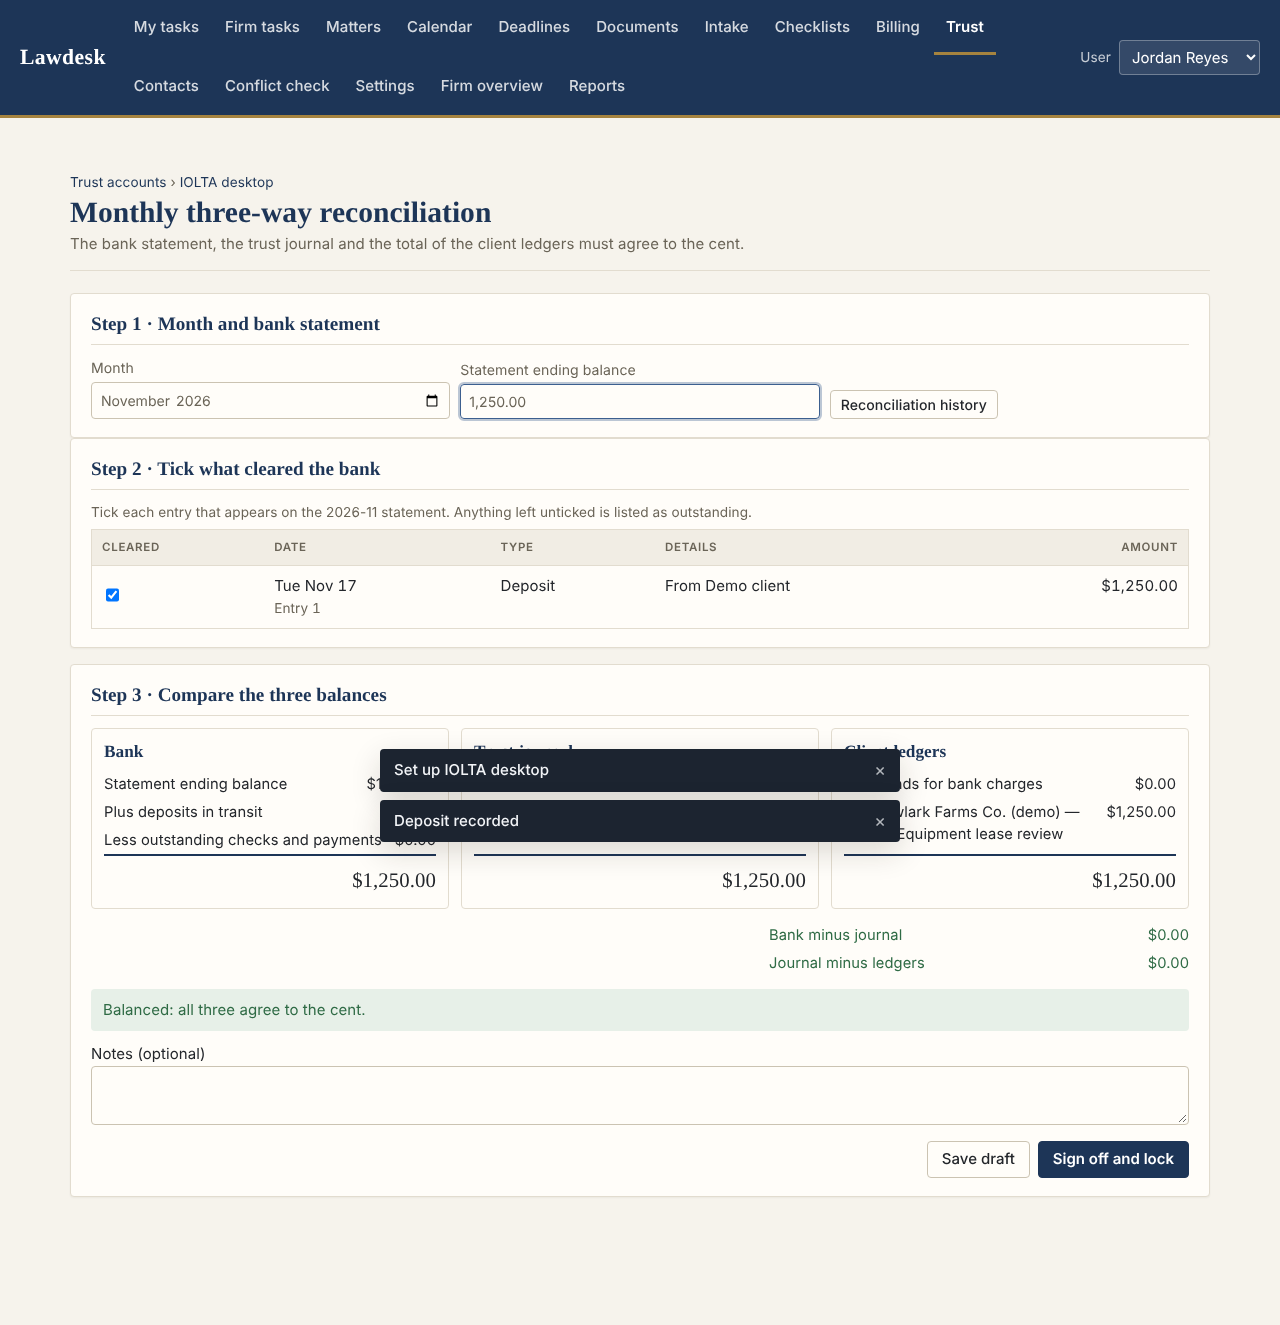 Lawdesk
My tasks Firm tasks Matters Calendar Deadlines Documents Intake Checklists Billing Trust
Contacts Conflict check Settings Firm overview Reports
User Jordan Reyes
Trust accounts › IOLTA desktop
Monthly three-way reconciliation
The bank statement, the trust journal and the total of the client ledgers must agree to the cent.
Step 1 · Month and bank statement
Month
November 2026
Statement ending balance
1,250.00
Reconciliation history
Step 2 · Tick what cleared the bank
Tick each entry that appears on the 2026-11 statement. Anything left unticked is listed as outstanding.
CLEARED DATE TYPE DETAILS AMOUNT
Tue Nov 17 Deposit From Demo client $1,250.00
Entry 1
Step 3 · Compare the three balances
Bank
Statement ending balance
Plus deposits in transit
Less outstanding checks and payments
$1,250.00
Set up IOLTA desktop ×
Deposit recorded ×
$1,250.00
ledgers
for bank charges $0.00
Farms Co. (demo) — $1,250.00
Equipment lease review
$1,250.00
Bank minus journal $0.00
Journal minus ledgers $0.00
Balanced: all three agree to the cent.
Notes (optional)
Save draft Sign off and lock